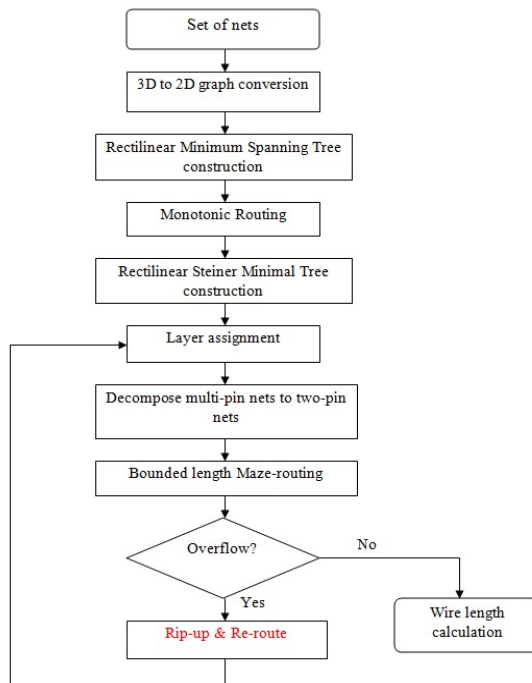 Set of nets
3D to 2D graph conversion
Rectilinear Minimum Spanning Tree
construction
Monotonic Routing
Rectilinear Steiner Minimal Tree
construction
Layer assignment
Decompose multi-pin nets to two-pin
nets
Bounded length Maze-routing
Overflow?
No
Yes
Wire length
calculation
Rip-up & Re-route